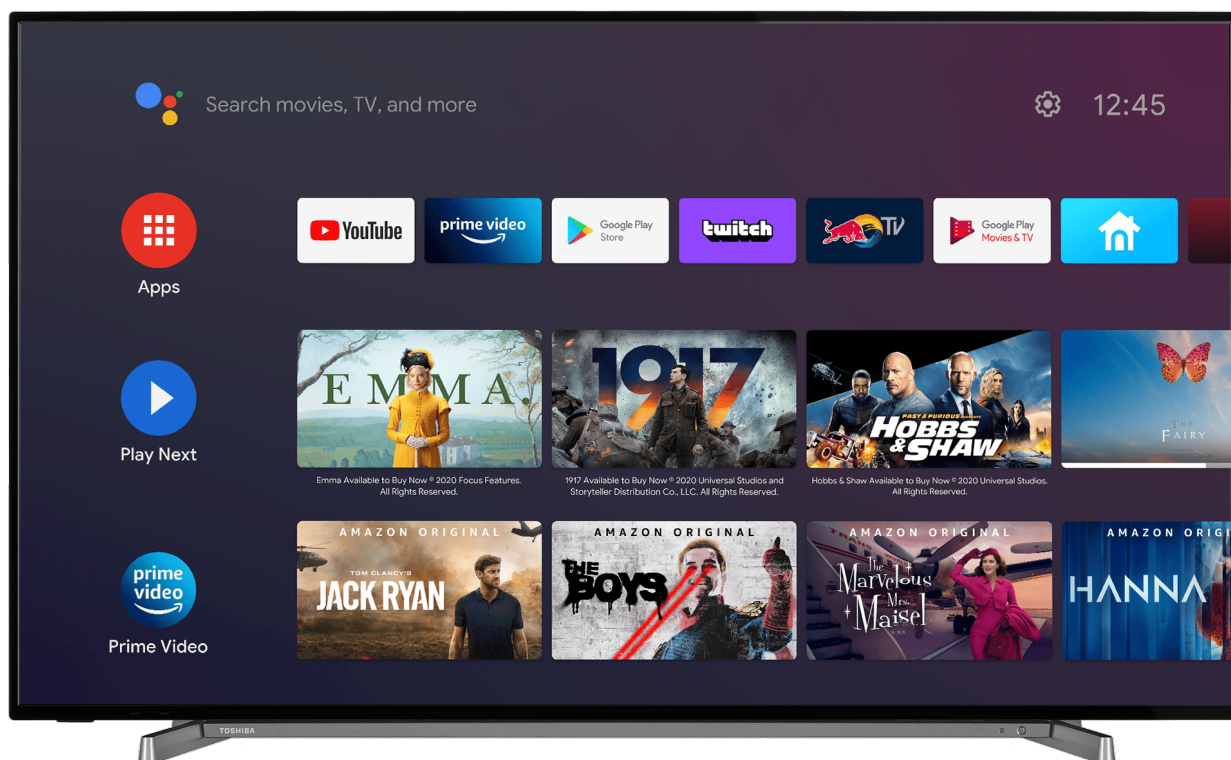 Search movies, TV, and more
12:45
Apps
YouTube
prime video
Google Play
Store
twitch
TV
Google Play
Movies & TV
Play Next
EMMA.
Emma Available to Buy Now © 2020 Focus Features.
All Rights Reserved.
1917
1917 Available to Buy Now © 2020 Universal Studios and
Storyteller Distribution Co., LLC. All Rights Reserved.
FAST & FURIOUS PRESENTS
HOBBS
& SHAW
Hobbs & Shaw Available to Buy Now © 2020 Universal Studios.
All Rights Reserved.
THE
FAIRY
prime
video
Prime Video
AMAZON ORIGINAL
TOM CLANCY'S
JACK RYAN
AMAZON ORIGINAL
THE
BOYS
AMAZON ORIGINAL
The
Marvelous
Mrs.
Maisel
AMAZON ORIGI
HANNA
TOSHIBA